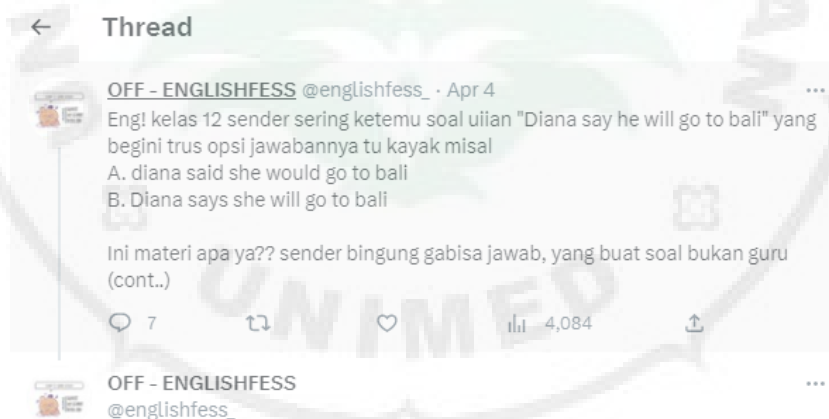 Thread
OFF - ENGLISHFESS @englishfess_ · Apr 4
Eng! kelas 12 sender sering ketemu soal uiian "Diana say he will go to bali" yang
begini trus opsi jawabannya tu kayak misal
A. diana said she would go to bali
B. Diana says she will go to bali
Ini materi apa ya?? sender bingung gabisa jawab, yang buat soal bukan guru
(cont..)
7
4,084
UNIMED
OFF - ENGLISHFESS
@englishfess_